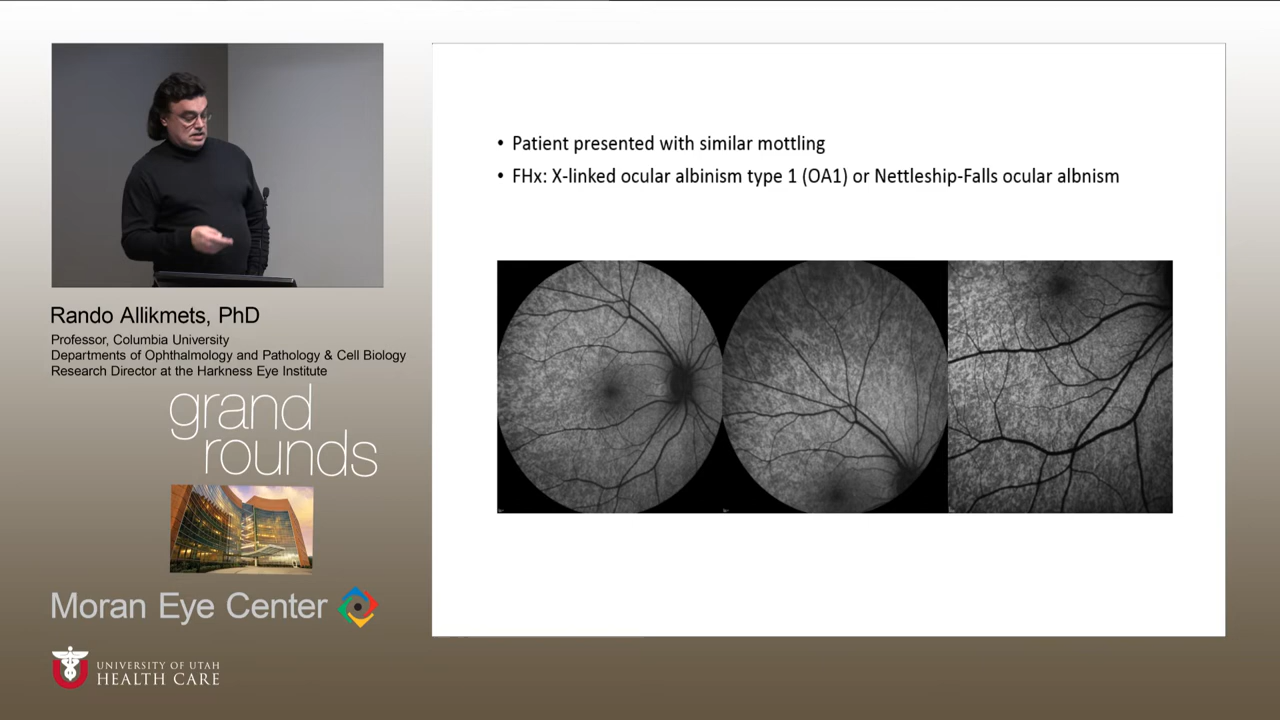 • Patient presented with similar mottling
• FHx: X-linked ocular albinism type 1 (OA1) or Nettleship-Falls ocular albnism
Rando Allikmets, PhD
Professor, Columbia University
Departments of Ophthalmology and Pathology & Cell Biology
Research Director at the Harkness Eye Institute
grand
rounds
Moran Eye Center
UNIVERSITY OF UTAH
HEALTH CARE